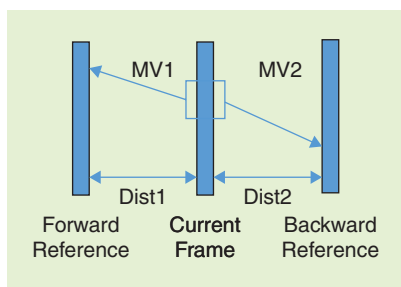 MV1 MV2
Dist1 Dist2
Forward Current Backward
Reference Frame Reference